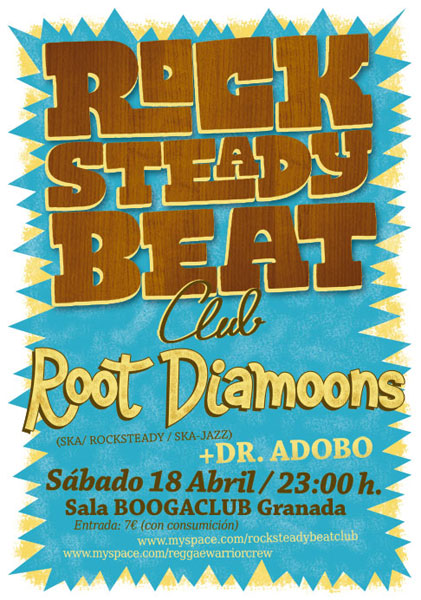 ROCK
STEADY
BEAT
Club
Root Diamoons
(SKA/ ROCKSTEADY / SKA-JAZZ)
+DR. ADOBO
Sábado 18 Abril / 23:00 h.
Sala BOOGACLUB Granada
Entrada: 7€ (con consumición)
www.myspace.com/rocksteadybeatclub
www.myspace.com/reggaewarriorcrew